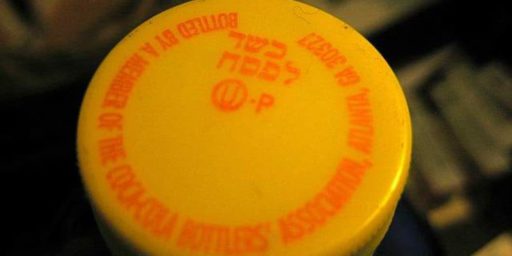 כשר
לפסח
Ⓤ-P
BOTTLED BY A MEMBER OF THE COCA-COLA BOTTLERS' ASSOCIATION, ATLANTA, GA 30327